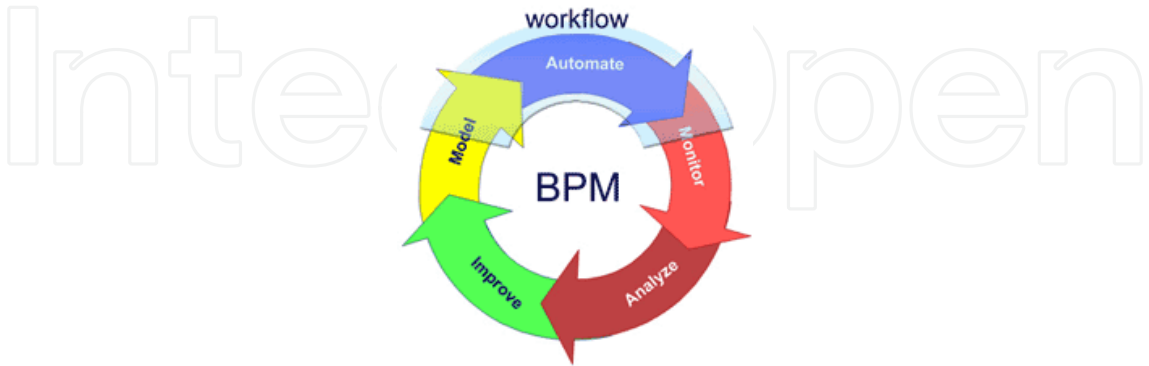 workflow
Automate
Monitor
Model
BPM
Improve
Analyze
IntechOpen